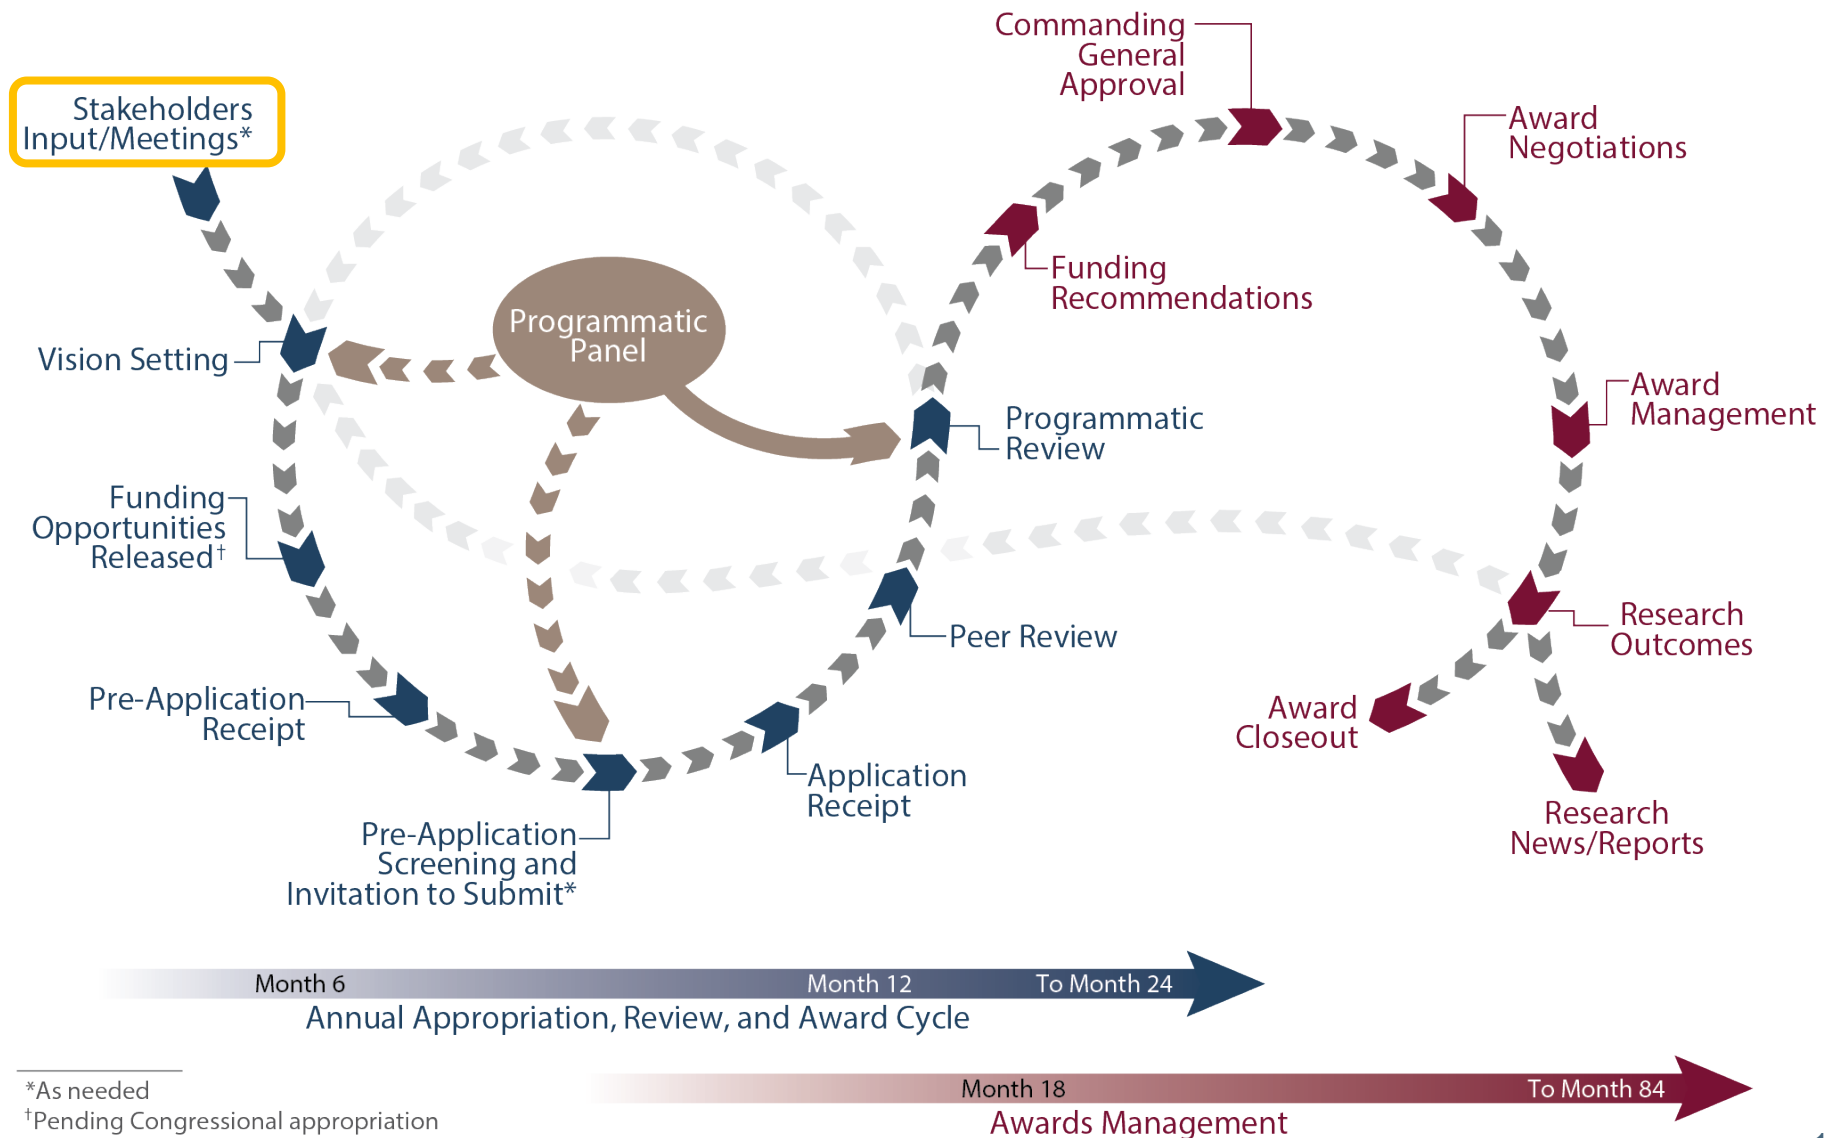 Stakeholders
Input/Meetings*
Vision Setting
Funding
Opportunities
Released†
Pre-Application
Receipt
Pre-Application
Screening and
Invitation to Submit*
Application
Receipt
Peer Review
Programmatic
Review
Programmatic
Panel
Funding
Recommendations
Commanding
General
Approval
Award
Negotiations
Award
Management
Research
Outcomes
Award
Closeout
Research
News/Reports
Month 6
Month 12
To Month 24
Annual Appropriation, Review, and Award Cycle
Month 18
To Month 84
Awards Management
*As needed
†Pending Congressional appropriation